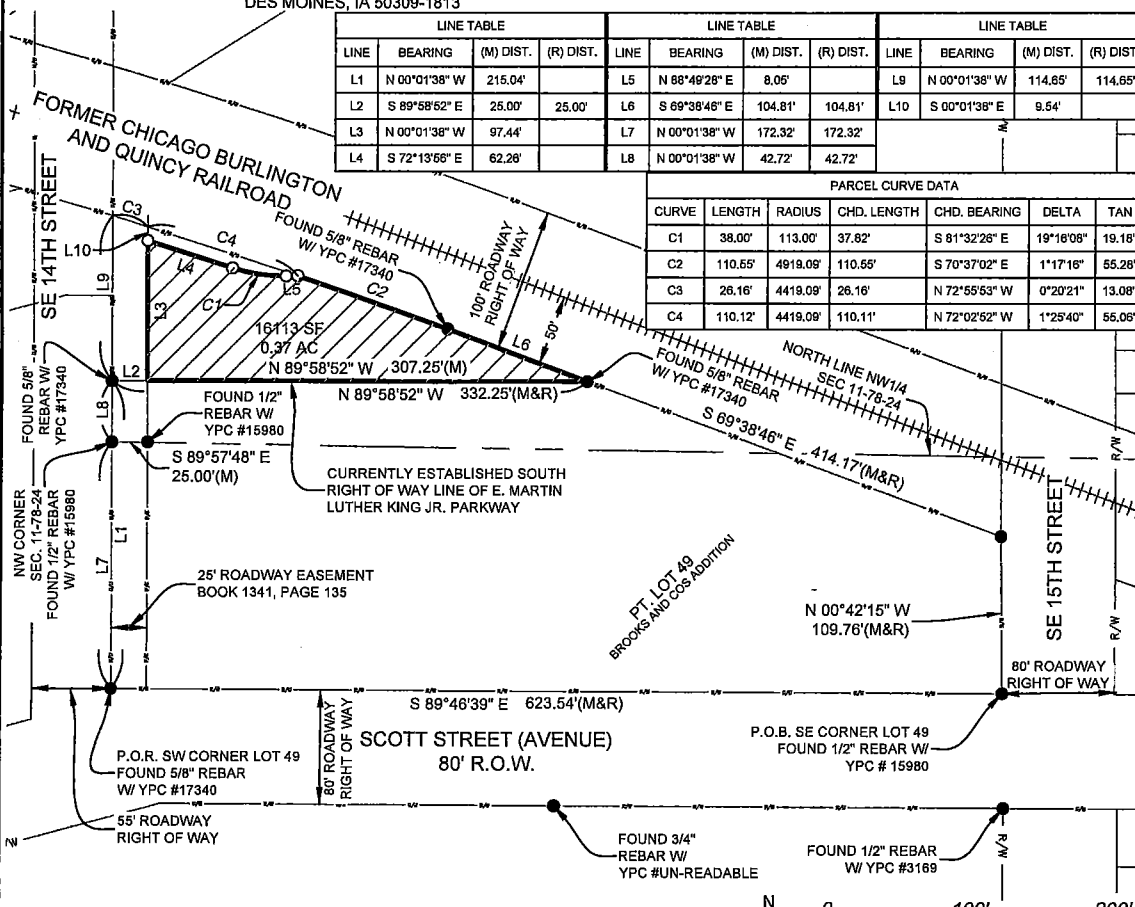 DES MOINES, IA 50309-1813
LINE TABLE
LINE BEARING (M) DIST. (R) DIST.
L1 N 00°01'38" W 215.04'
L2 S 89°58'52" E 25.00' 25.00'
L3 N 00°01'38" W 97.44'
L4 S 72°13'56" E 62.26'
LINE TABLE
LINE BEARING (M) DIST. (R) DIST.
L5 N 88°49'28" E 8.05'
L6 S 69°38'46" E 104.81' 104.81'
L7 N 00°01'38" W 172.32' 172.32'
L8 N 00°01'38" W 42.72' 42.72'
LINE TABLE
LINE BEARING (M) DIST. (R) DIST.
L9 N 00°01'38" W 114.65' 114.65'
L10 S 00°01'38" E 9.54'
PARCEL CURVE DATA
CURVE LENGTH RADIUS CHD. LENGTH CHD. BEARING DELTA TAN
C1 38.00' 113.00' 37.82' S 81°32'26" E 19°16'08" 19.18'
C2 110.55' 4919.09' 110.55' S 70°37'02" E 1°17'16" 55.28'
C3 26.16' 4419.09' 26.16' N 72°55'53" W 0°20'21" 13.08'
C4 110.12' 4419.09' 110.11' N 72°02'52" W 1°25'40" 55.06'
FORMER CHICAGO BURLINGTON
AND QUINCY RAILROAD
SE 14TH STREET
C3
C4
L10
L4
L9
L3
C1
L5
C2
FOUND 5/8" REBAR
W/ YPC #17340
100' ROADWAY
RIGHT OF WAY
50'
L6
16113 SF
0.37 AC
N 89°58'52" W 307.25'(M)
N 89°58'52" W 332.25'(M&R)
L2
L8
FOUND 5/8" REBAR
W/ YPC #17340
NORTH LINE NW1/4
SEC 11-78-24
S 69°38'46" E 414.17'(M&R)
FOUND 5/8"
REBAR W/
YPC #17340
FOUND 1/2"
REBAR W/
YPC #15980
S 89°57'48" E
25.00'(M)
CURRENTLY ESTABLISHED SOUTH
RIGHT OF WAY LINE OF E. MARTIN
LUTHER KING JR. PARKWAY
NW CORNER
SEC. 11-78-24
FOUND 1/2" REBAR
W/ YPC #15980
L1
L7
25' ROADWAY EASEMENT
BOOK 1341, PAGE 135
PT. LOT 49
BROOKS AND COS ADDITION
N 00°42'15" W
109.76'(M&R)
SE 15TH STREET
R/W
R/W
R/W
80' ROADWAY
RIGHT OF WAY
S 89°46'39" E 623.54'(M&R)
SCOTT STREET (AVENUE)
80' R.O.W.
80' ROADWAY
RIGHT OF WAY
P.O.R. SW CORNER LOT 49
FOUND 5/8" REBAR
W/ YPC #17340
P.O.B. SE CORNER LOT 49
FOUND 1/2" REBAR W/
YPC # 15980
55' ROADWAY
RIGHT OF WAY
FOUND 3/4"
REBAR W/
YPC #UN-READABLE
FOUND 1/2" REBAR
W/ YPC #3169
R/W
N 0 100' 200'